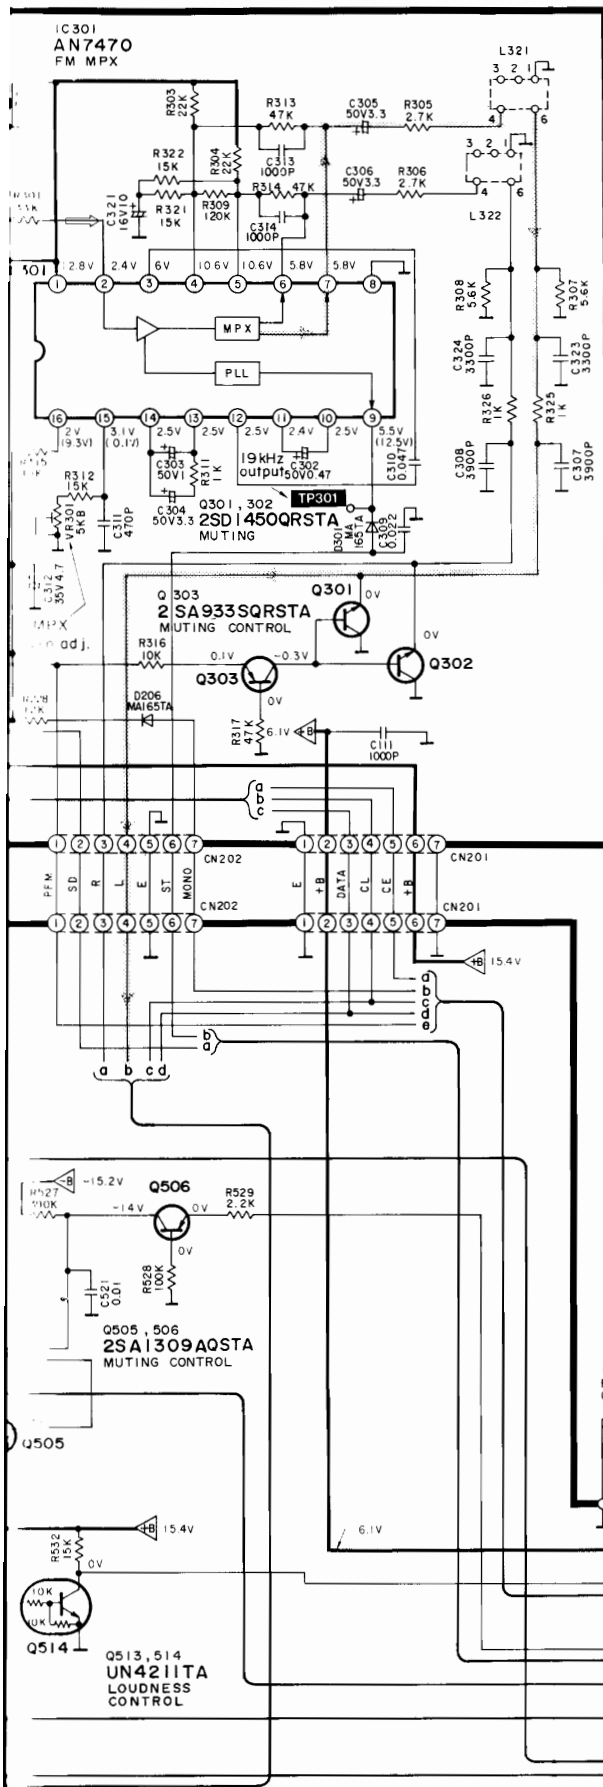 IC301
AN7470
FM MPX
L321
3 2 1
4 6
R303
22K
R313
47K
C305
50V3.3
R305
2.7K
C313
1000P
R304
22K
R322
15K
R314 47K
C306
50V3.3
R306
2.7K
3 2 1
4 6
L322
C321
16V10
R321
15K
R309
120K
C314
1000P
301
12.8V 2.4V 6V 10.6V 10.6V 5.8V 5.8V
1 2 3 4 5 6 7 8
MPX
PLL
16 15 14 13 12 11 10 9
2V
(9.3V)
3.1V
(0.1V)
2.5V 2.5V 2.5V 2.4V 2.5V
5.5V
(12.5V)
R308
5.6K
R307
5.6K
C324
3300P
C323
3300P
R326
1K
R325
1K
C308
3900P
C307
3900P
R312
15K
VR301
5KB
C311
470P
C303
50V1
R311
1K
C304
50V3.3
19kHz
output
C302
50V0.47
C310
0.047
TP301
Q301, 302
2SD1450QRSTA
MUTING
D301
MA
165TA
C309
0.022
C312
35V4.7
MPX
adj.
Q303
2SA933SQRSTA
MUTING CONTROL
Q301
0V
R316
10K
0.1V
-0.3V
Q303
0V
0V
Q302
D206
MA165TA
R317
47K
6.1V +B
C111
1000P
a
b
c
1 2 3 4 5 6 7
CN202
1 2 3 4 5 6 7
CN201
PFM SD R L E ST MONO
E +B DATA CL CE +B
1 2 3 4 5 6 7
CN202
1 2 3 4 5 6 7
CN201
+B 15.4V
a
b
c
d
e
b
a
a b c d
-B -15.2V
R527
-14V
Q506
0V
R529
2.2K
0V
R528
100K
C521
0.01
Q505, 506
2SA1309AQSTA
MUTING CONTROL
Q505
+B 15.4V
6.1V
R532
15K
0V
10K
10K
Q514
Q513, 514
UN4211TA
LOUDNESS
CONTROL